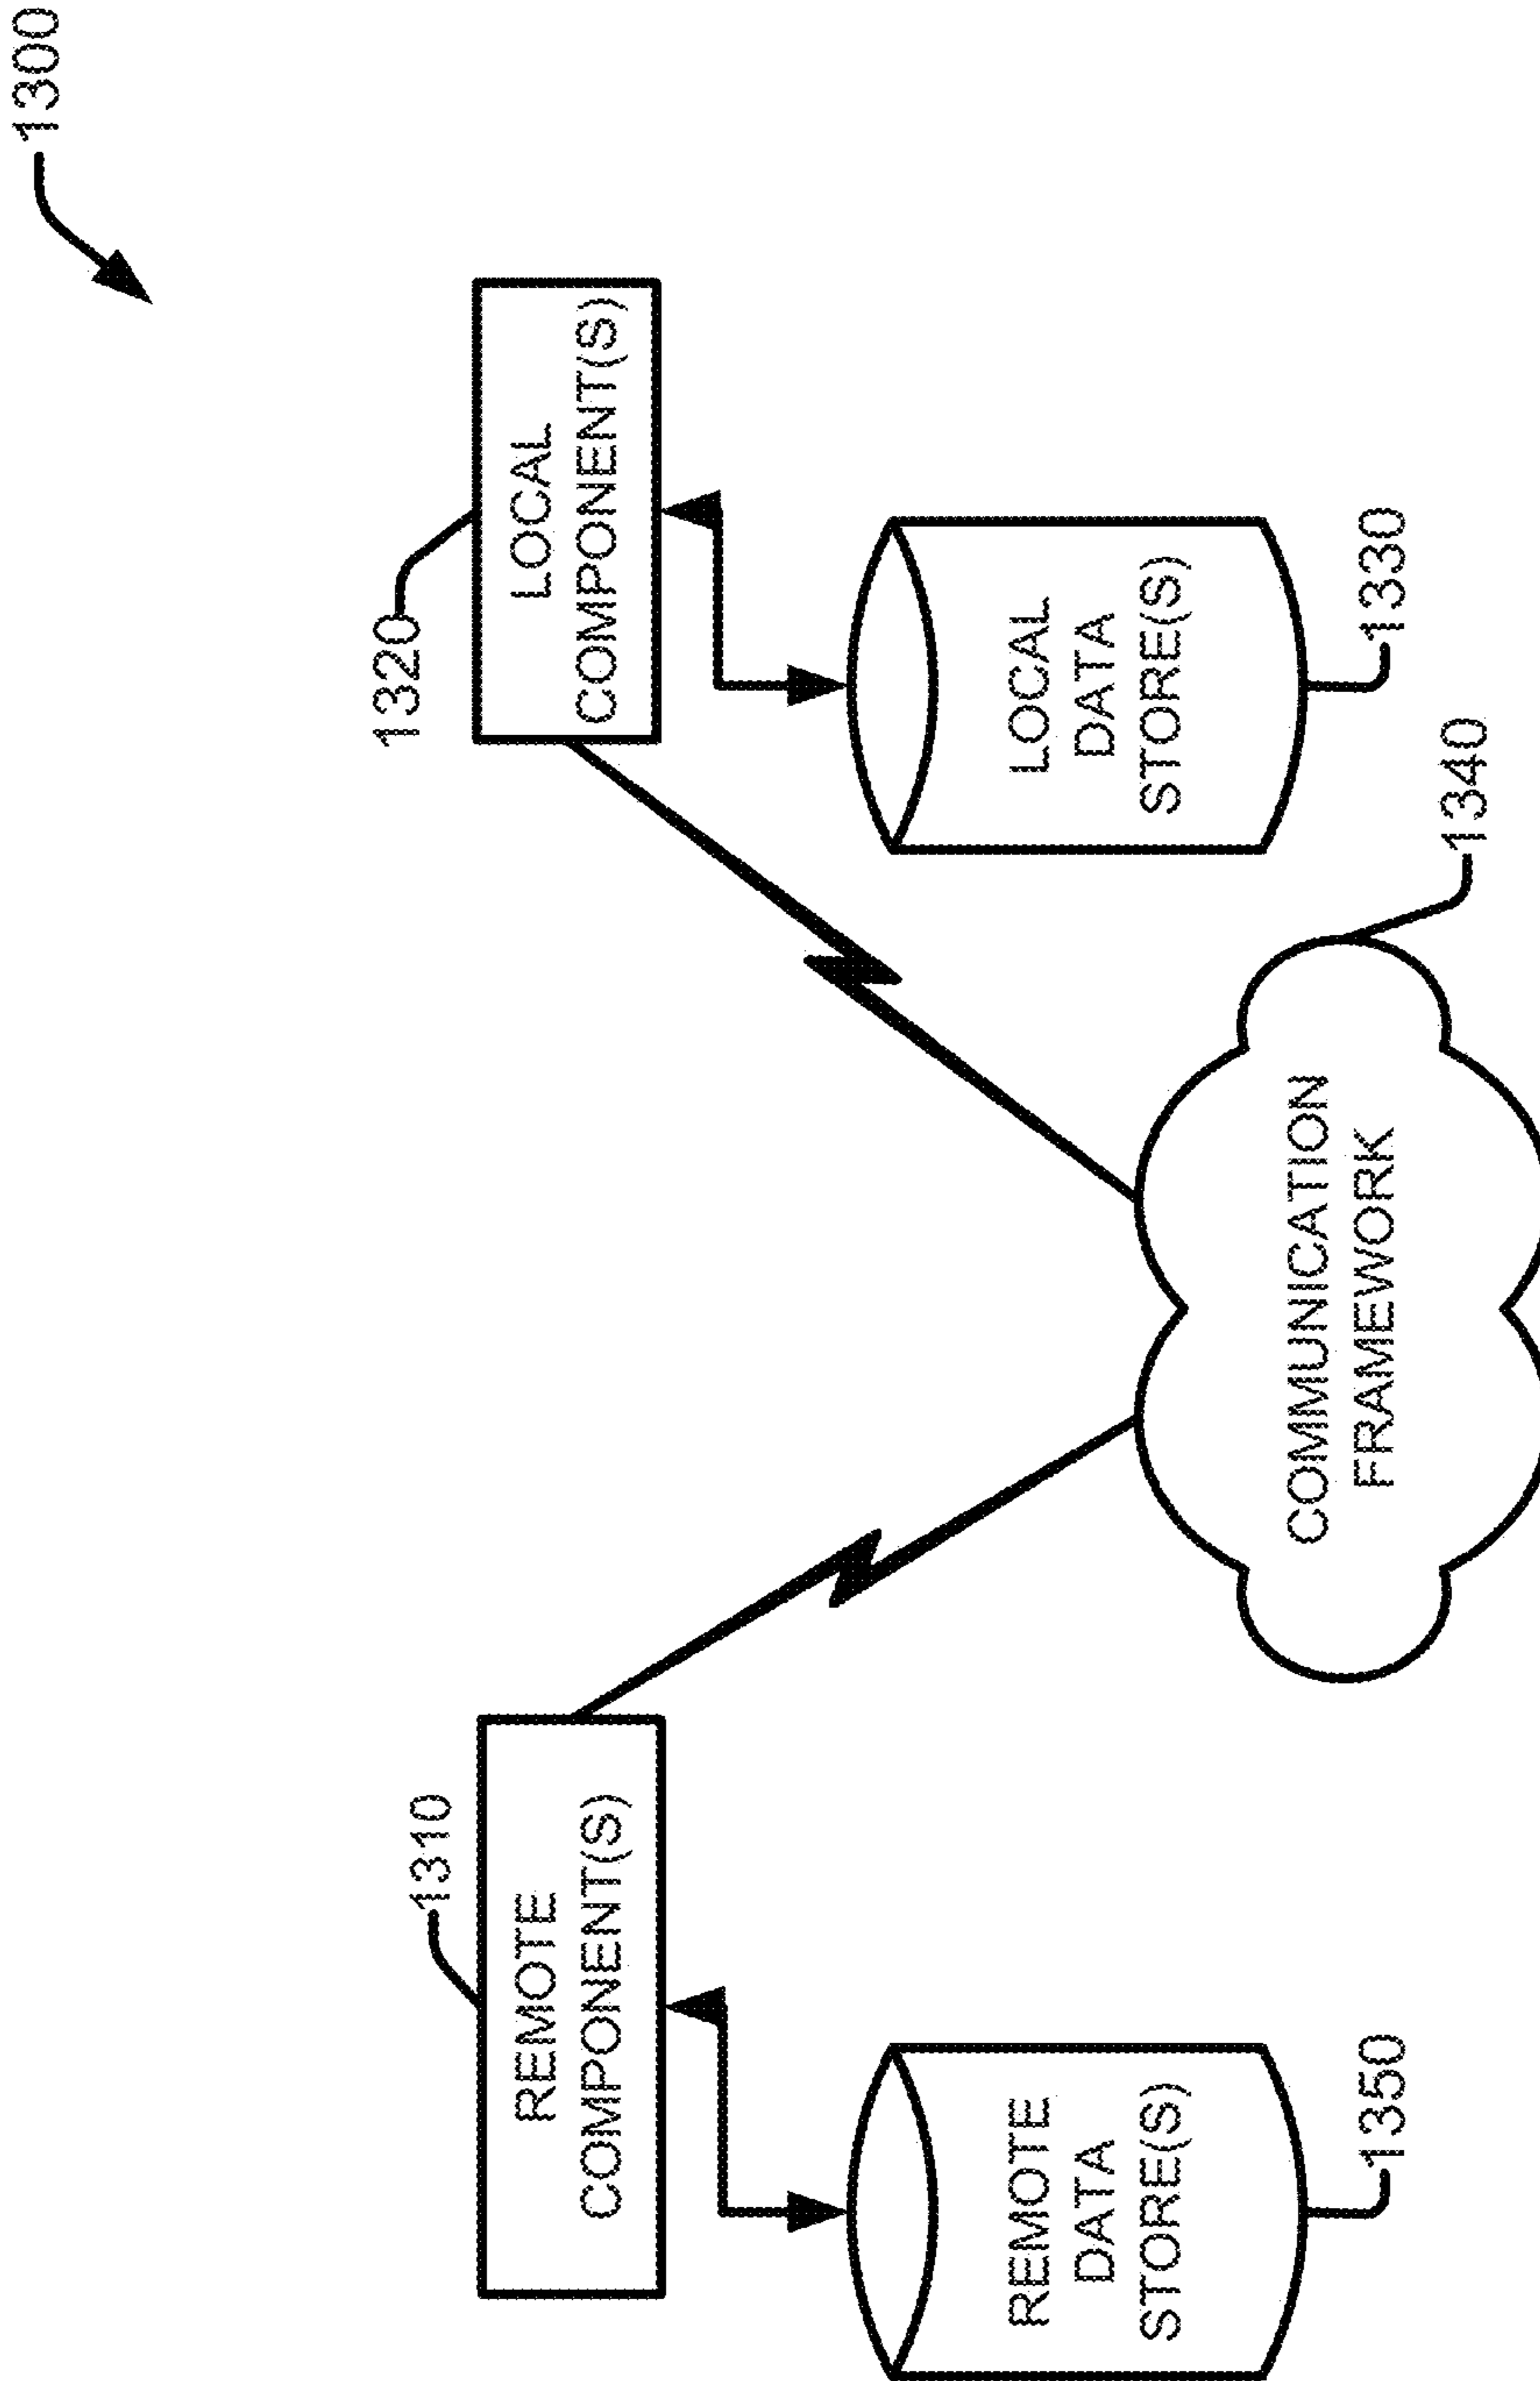 1300
1310
REMOTE
COMPONENT(S)
1320
LOCAL
COMPONENT(S)
REMOTE
DATA
STORE(S)
1350
COMMUNICATION
FRAMEWORK
1340
LOCAL
DATA
STORE(S)
1330